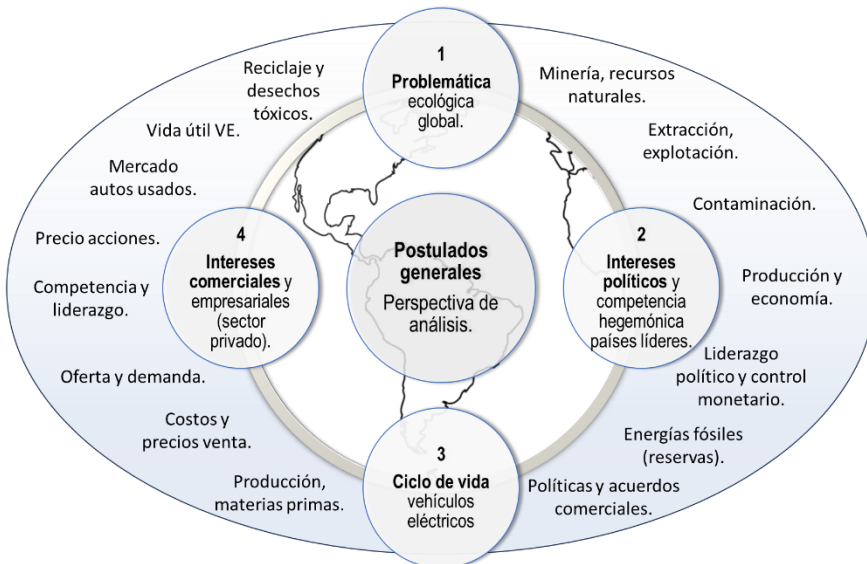 1
Problemática
ecológica
global.
Minería, recursos
naturales.
Extracción,
explotación.
Contaminación.
2
Intereses
políticos y
competencia
hegemónica
países líderes.
Producción y
economía.
Liderazgo
político y control
monetario.
Energías fósiles
(reservas).
Políticas y acuerdos
comerciales.
3
Ciclo de vida
vehículos
eléctricos
Producción,
materias primas.
Costos y
precios venta.
Oferta y demanda.
Competencia y
liderazgo.
Precio acciones.
4
Intereses
comerciales y
empresariales
(sector
privado).
Mercado
autos usados.
Vida útil VE.
Reciclaje y
desechos
tóxicos.
Postulados
generales
Perspectiva de
análisis.